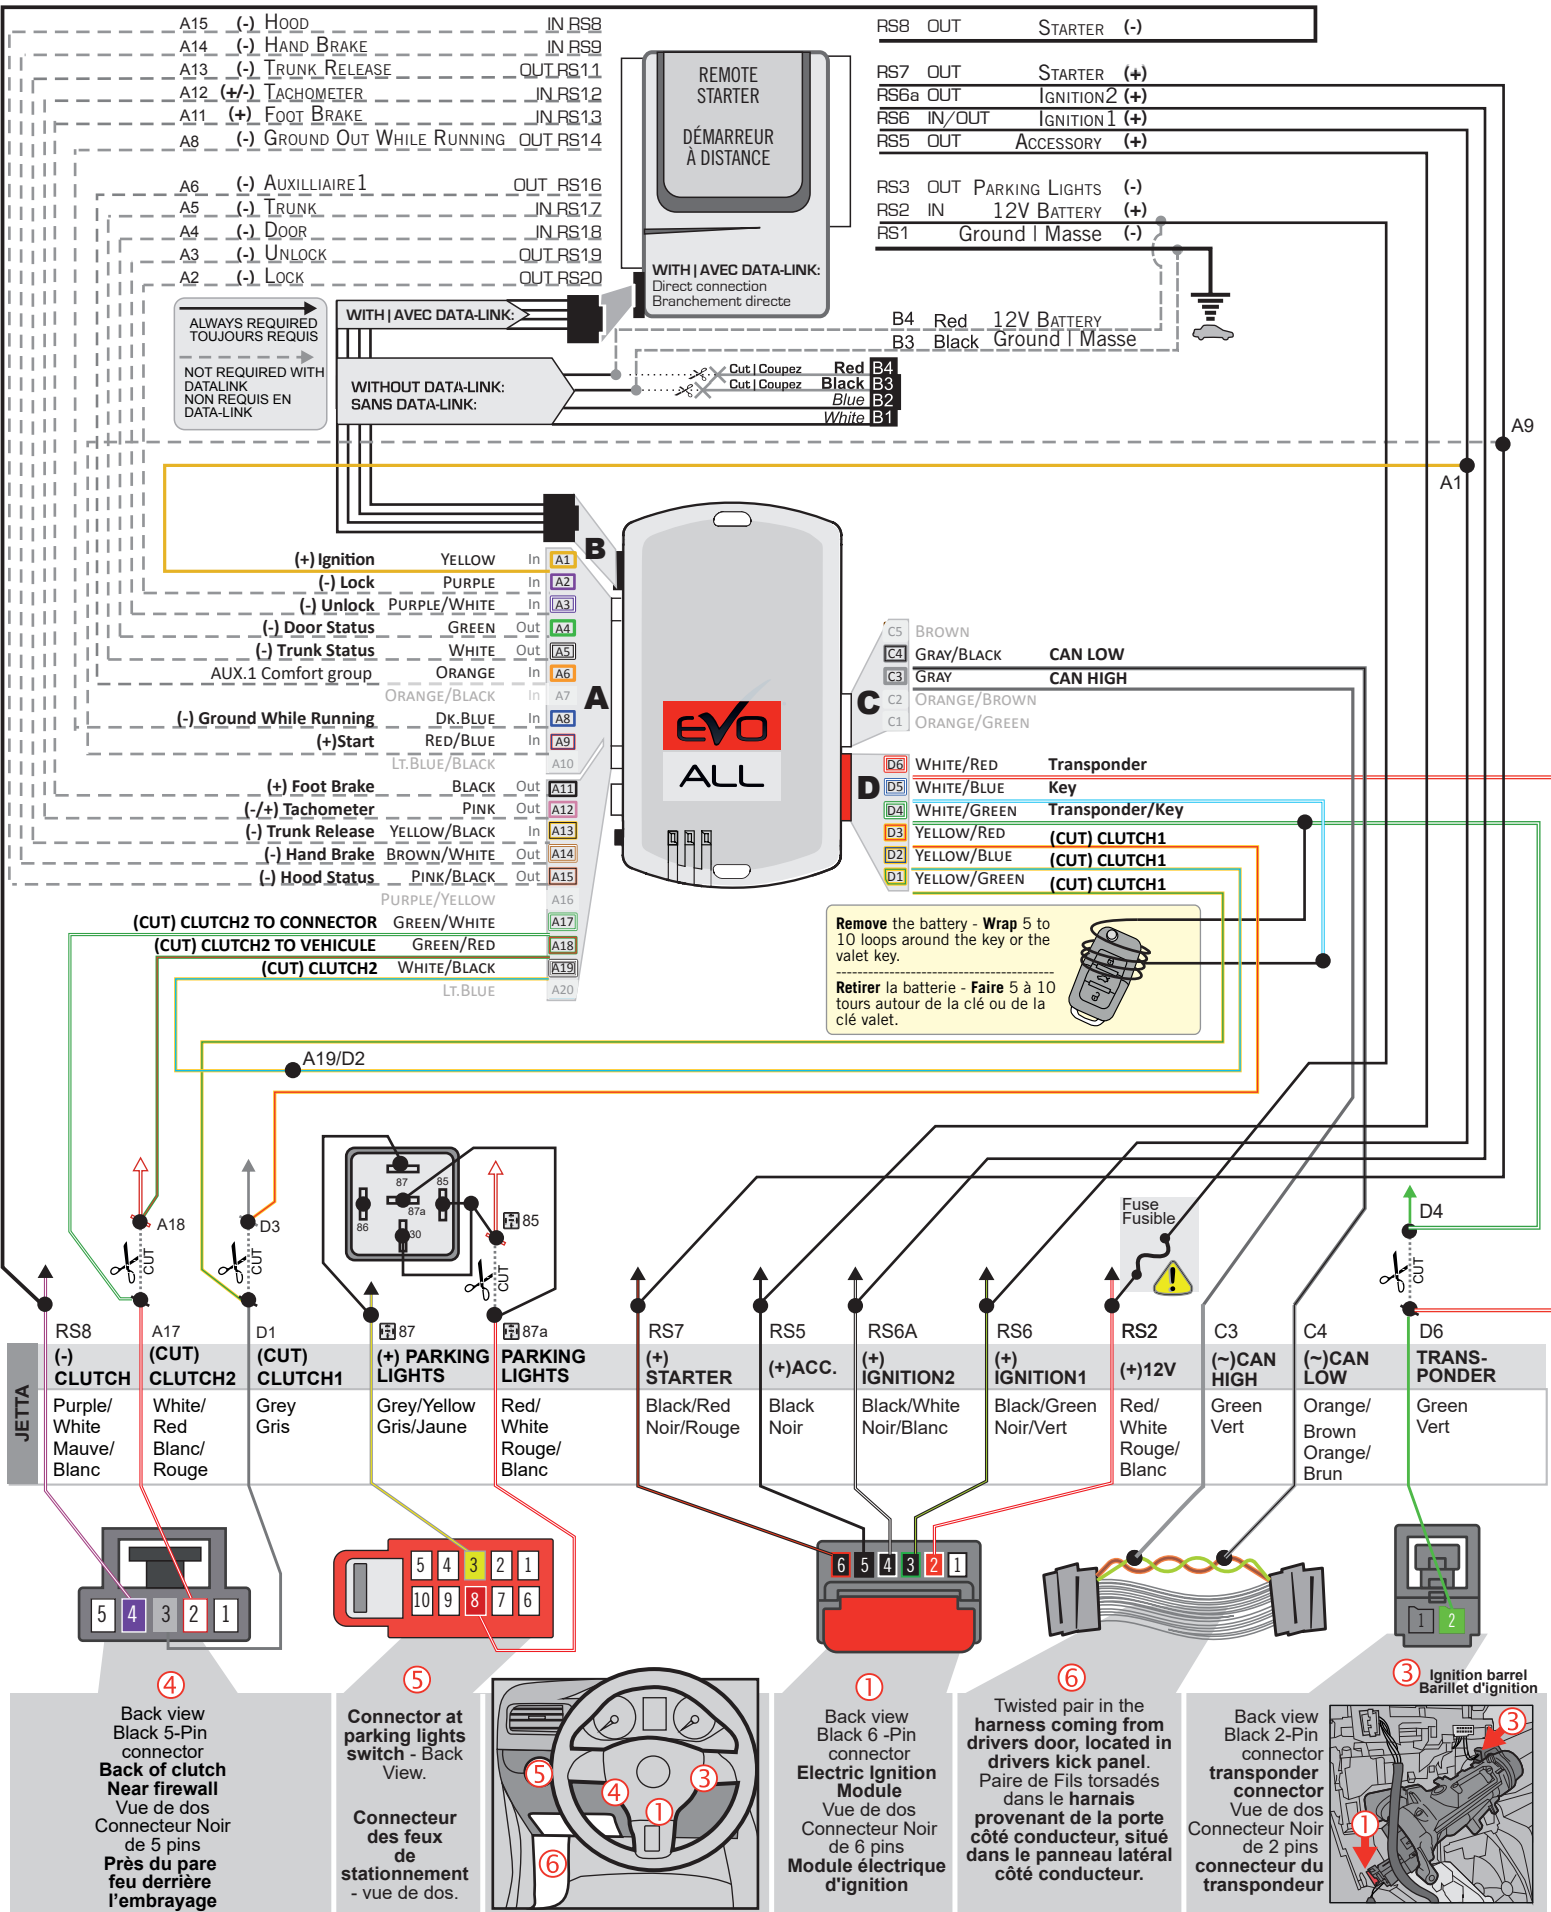 A15 (-) HOOD IN RS8
A14 (-) HAND BRAKE IN RS9
A13 (-) TRUNK RELEASE OUT RS11
A12 (+/-) TACHOMETER IN RS12
A11 (+) FOOT BRAKE IN RS13
A8 (-) GROUND OUT WHILE RUNNING OUT RS14
A6 (-) AUXILLIAIRE1 OUT RS16
A5 (-) TRUNK IN RS17
A4 (-) DOOR IN RS18
A3 (-) UNLOCK OUT RS19
A2 (-) LOCK OUT RS20
REMOTE
STARTER
DÉMARREUR
À DISTANCE
WITH | AVEC DATA-LINK:
Direct connection
Branchement directe
RS8 OUT STARTER (-)
RS7 OUT STARTER (+)
RS6a OUT IGNITION2 (+)
RS6 IN/OUT IGNITION1 (+)
RS5 OUT ACCESSORY (+)
RS3 OUT PARKING LIGHTS (-)
RS2 IN 12V BATTERY (+)
RS1 Ground | Masse (-)
ALWAYS REQUIRED
TOUJOURS REQUIS
NOT REQUIRED WITH
DATALINK
NON REQUIS EN
DATA-LINK
WITH | AVEC DATA-LINK:
WITHOUT DATA-LINK:
SANS DATA-LINK:
B4 Red 12V BATTERY
B3 Black Ground | Masse
Cut | Coupez Red B4
Cut | Coupez Black B3
Blue B2
White B1
A9
A1
B
(+) Ignition YELLOW In A1
(-) Lock PURPLE In A2
(-) Unlock PURPLE/WHITE In A3
(-) Door Status GREEN Out A4
(-) Trunk Status WHITE Out A5
AUX.1 Comfort group ORANGE In A6
ORANGE/BLACK In A7
(-) Ground While Running DK.BLUE In A8
(+)Start RED/BLUE In A9
LT.BLUE/BLACK A10
(+) Foot Brake BLACK Out A11
(-/+) Tachometer PINK Out A12
(-) Trunk Release YELLOW/BLACK In A13
(-) Hand Brake BROWN/WHITE Out A14
(-) Hood Status PINK/BLACK Out A15
PURPLE/YELLOW A16
(CUT) CLUTCH2 TO CONNECTOR GREEN/WHITE A17
(CUT) CLUTCH2 TO VEHICULE GREEN/RED A18
(CUT) CLUTCH2 WHITE/BLACK A19
LT.BLUE A20
A
EVO
ALL
C
C5 BROWN
C4 GRAY/BLACK CAN LOW
C3 GRAY CAN HIGH
C2 ORANGE/BROWN
C1 ORANGE/GREEN
D
D6 WHITE/RED Transponder
D5 WHITE/BLUE Key
D4 WHITE/GREEN Transponder/Key
D3 YELLOW/RED (CUT) CLUTCH1
D2 YELLOW/BLUE (CUT) CLUTCH1
D1 YELLOW/GREEN (CUT) CLUTCH1
Remove the battery - Wrap 5 to
10 loops around the key or the
valet key.
Retirer la batterie - Faire 5 à 10
tours autour de la clé ou de la
clé valet.
A19/D2
A18
D3
CUT
CUT
87
87a
85
86
30
85
CUT
Fuse
Fusible
D4
CUT
JETTA
RS8
(-)
CLUTCH
Purple/
White
Mauve/
Blanc
A17
(CUT)
CLUTCH2
White/
Red
Blanc/
Rouge
D1
(CUT)
CLUTCH1
Grey
Gris
87
(+) PARKING
LIGHTS
Grey/Yellow
Gris/Jaune
87a
PARKING
LIGHTS
Red/
White
Rouge/
Blanc
RS7
(+)
STARTER
Black/Red
Noir/Rouge
RS5
(+)ACC.
Black
Noir
RS6A
(+)
IGNITION2
Black/White
Noir/Blanc
RS6
(+)
IGNITION1
Black/Green
Noir/Vert
RS2
(+)12V
Red/
White
Rouge/
Blanc
C3
(~)CAN
HIGH
Green
Vert
C4
(~)CAN
LOW
Orange/
Brown
Orange/
Brun
D6
TRANS-
PONDER
Green
Vert
5 4 3 2 1
5 4 3 2 1
10 9 8 7 6
6 5 4 3 2 1
1 2
4
Back view
Black 5-Pin
connector
Back of clutch
Near firewall
Vue de dos
Connecteur Noir
de 5 pins
Près du pare
feu derrière
l'embrayage
5
Connector at
parking lights
switch - Back
View.
Connecteur
des feux
de
stationnement
- vue de dos.
5
4
3
1
6
1
Back view
Black 6 -Pin
connector
Electric Ignition
Module
Vue de dos
Connecteur Noir
de 6 pins
Module électrique
d'ignition
6
Twisted pair in the
harness coming from
drivers door, located in
drivers kick panel.
Paire de Fils torsadés
dans le harnais
provenant de la porte
côté conducteur, situé
dans le panneau latéral
côté conducteur.
3 Ignition barrel
Barillet d'ignition
Back view
Black 2-Pin
connector
transponder
connector
Vue de dos
Connecteur Noir
de 2 pins
connecteur du
transpondeur
3
1